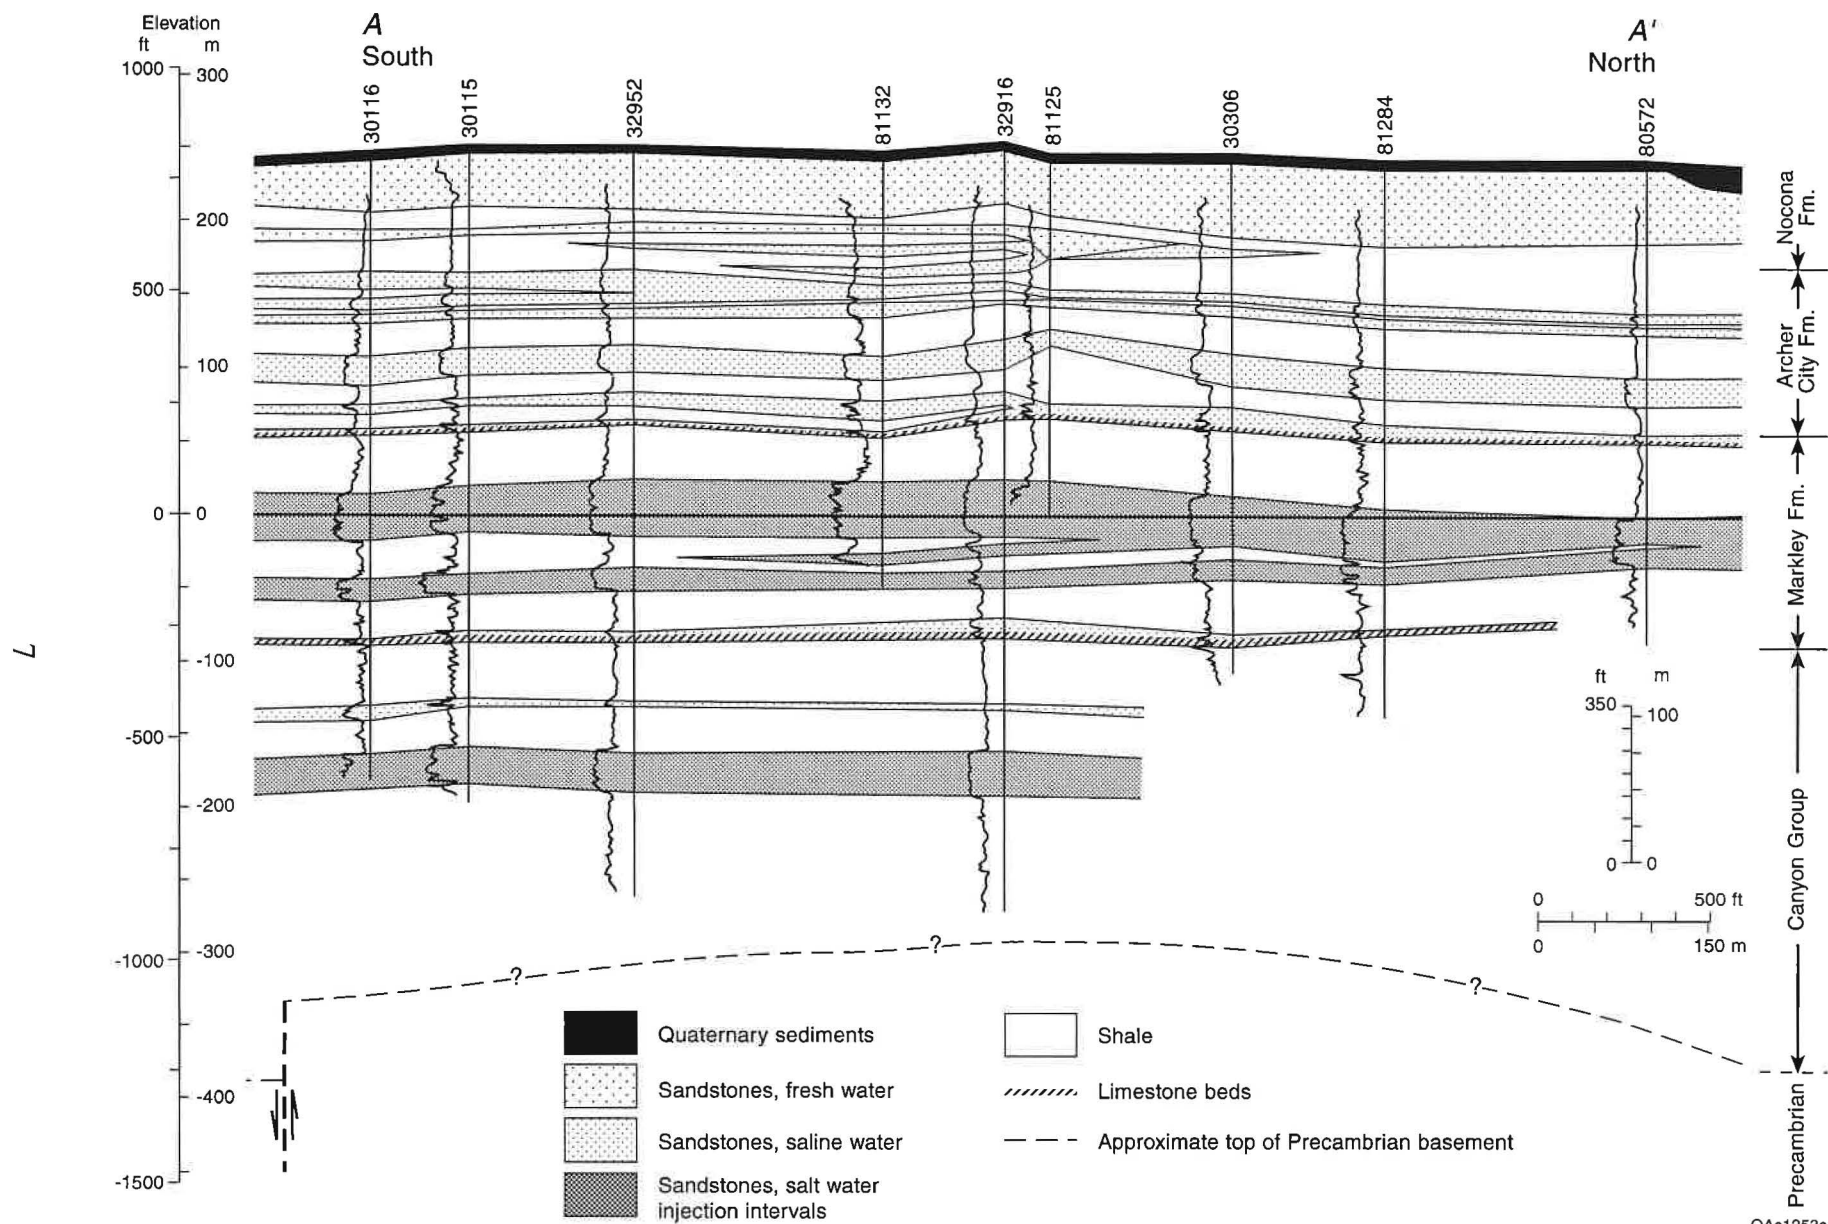 Elevation
ft m
A
South
A'
North
1000
500
0
-500
-1000
-1500
300
200
100
0
-100
-200
-300
-400
30116
30115
32952
81132
32916
81125
30306
81284
80572
Nocona
Fm.
Archer
City Fm.
Markley Fm.
Canyon Group
Precambrian
L
ft m
350 100
0 0
0 500 ft
0 150 m
?
?
?
Quaternary sediments
Sandstones, fresh water
Sandstones, saline water
Sandstones, salt water
injection intervals
Shale
Limestone beds
Approximate top of Precambrian basement